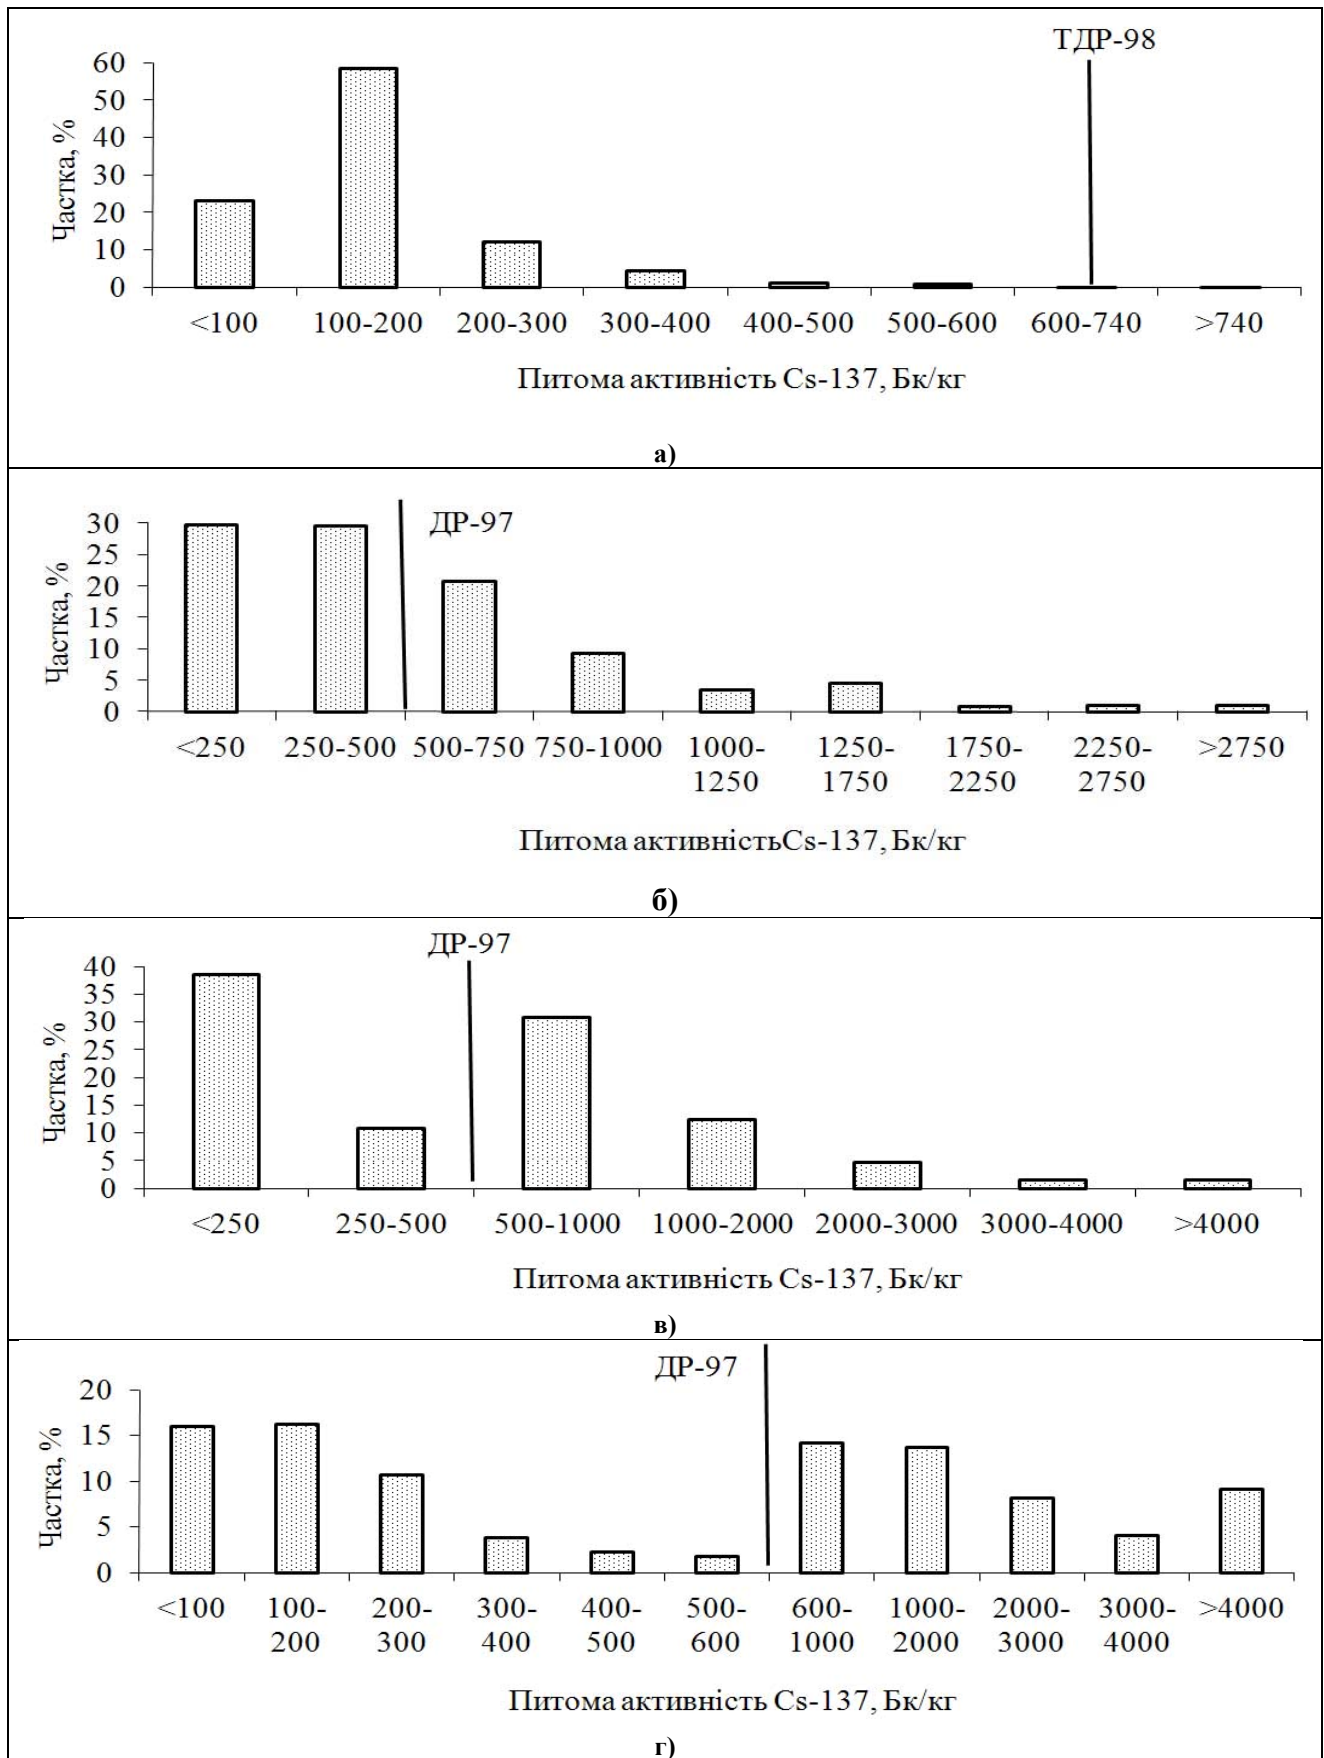 ТДР-98
60
50
40
30
20
10
0
Частка, %
<100 100-200 200-300 300-400 400-500 500-600 600-740 >740
Питома активність Cs-137, Бк/кг
а)
ДР-97
30
25
20
15
10
5
0
Частка, %
<250 250-500 500-750 750-1000 1000- 1250- 1750- 2250- >2750
1250 1750 2250 2750
Питома активністьCs-137, Бк/кг
б)
ДР-97
40
35
30
25
20
15
10
5
0
Частка, %
<250 250-500 500-1000 1000-2000 2000-3000 3000-4000 >4000
Питома активність Cs-137, Бк/кг
в)
ДР-97
20
15
10
5
0
Частка, %
<100 100- 200- 300- 400- 500- 600- 1000- 2000- 3000- >4000
200 300 400 500 600 1000 2000 3000 4000
Питома активність Cs-137, Бк/кг
г)